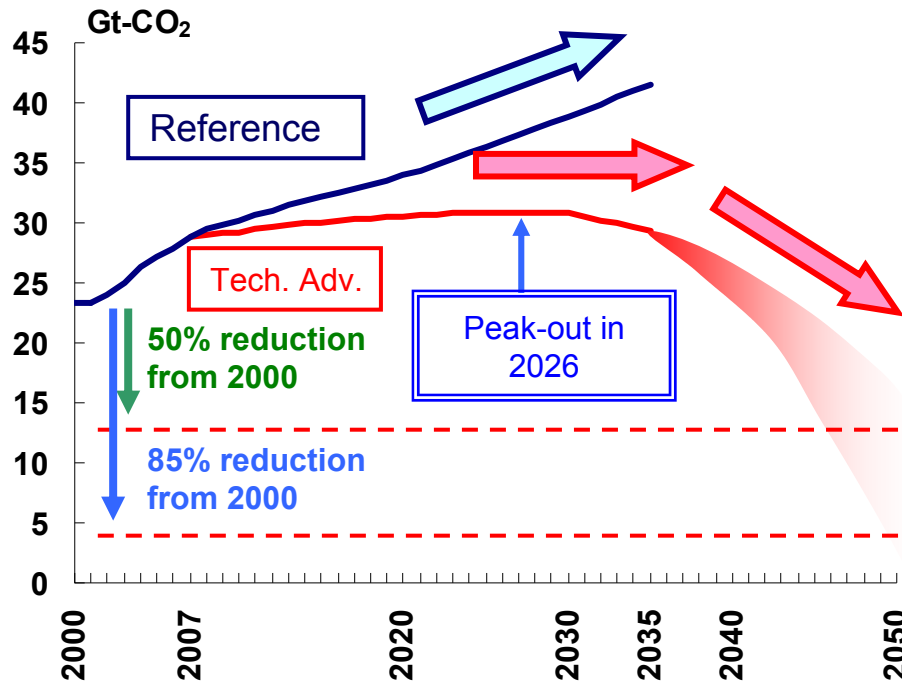 Gt-CO₂
45
40
35
30
25
20
15
10
5
0
Reference
Tech. Adv.
Peak-out in
2026
50% reduction
from 2000
85% reduction
from 2000
2000
2007
2020
2030
2035
2040
2050